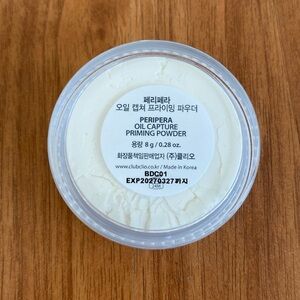 페리페라
오일 캡쳐 프라이밍 파우더
PERIPERA
OIL CAPTURE
PRIMING POWDER
용량 8 g / 0.28 oz.
화장품책임판매업자 (주)클리오
www.clubclio.co.kr / Made in Korea
BDC01
EXP20270327까지
24M